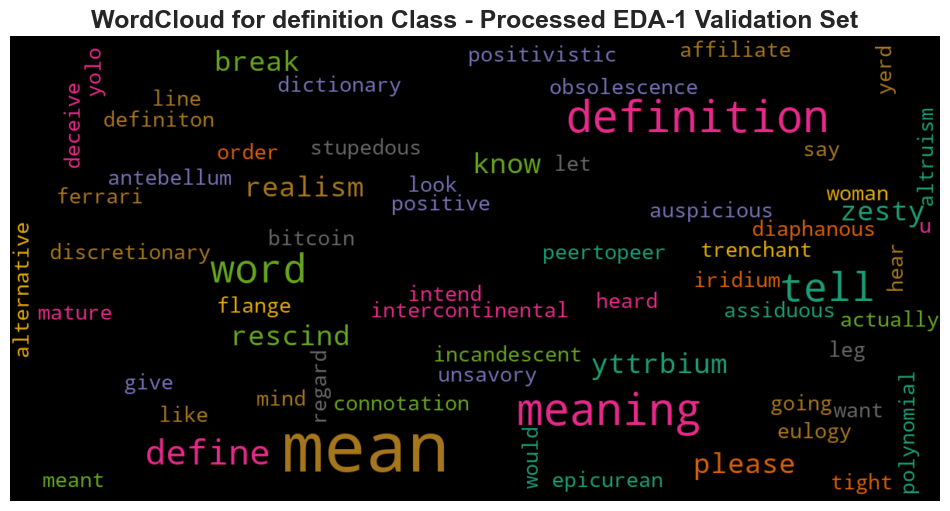 WordCloud for definition Class - Processed EDA-1 Validation Set
yolo
break
positivistic
affiliate
yerd
deceive
dictionary
obsolescence
line
definition
definiton
altruism
order
stupedous
know
let
say
antebellum
realism
look
ferrari
positive
woman
auspicious
zesty
u
diaphanous
alternative
discretionary
bitcoin
peertopeer
trenchant
hear
word
iridium
tell
intend
mature
flange
intercontinental
heard
assiduous
actually
rescind
incandescent
leg
regard
yttrbium
unsavory
give
polynomial
mind
connotation
meaning
going
want
like
eulogy
define
mean
would
please
meant
epicurean
tight